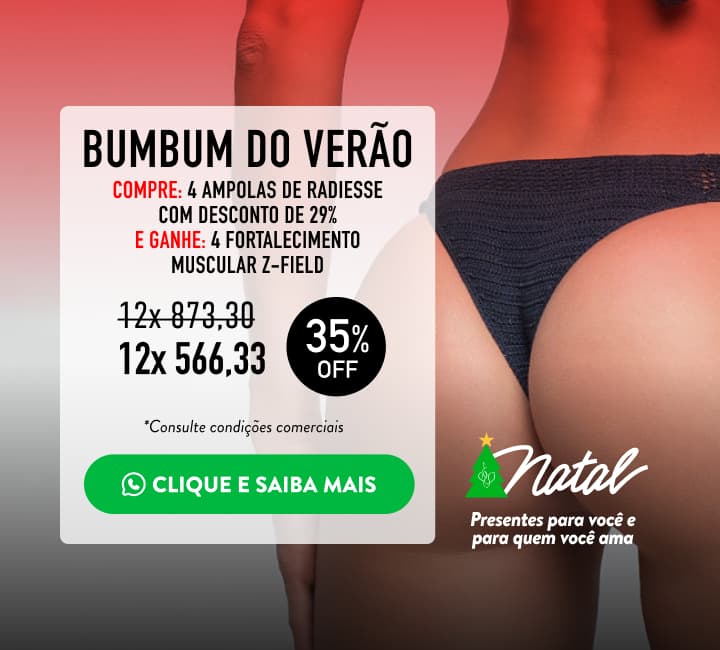 BUMBUM DO VERÃO
COMPRE: 4 AMPOLAS DE RADIESSE
COM DESCONTO DE 29%
E GANHE: 4 FORTALECIMENTO
MUSCULAR Z-FIELD
12x 873,30
12x 566,33
35%
OFF
*Consulte condições comerciais
CLIQUE E SAIBA MAIS
Natal
Presentes para você e
para quem você ama